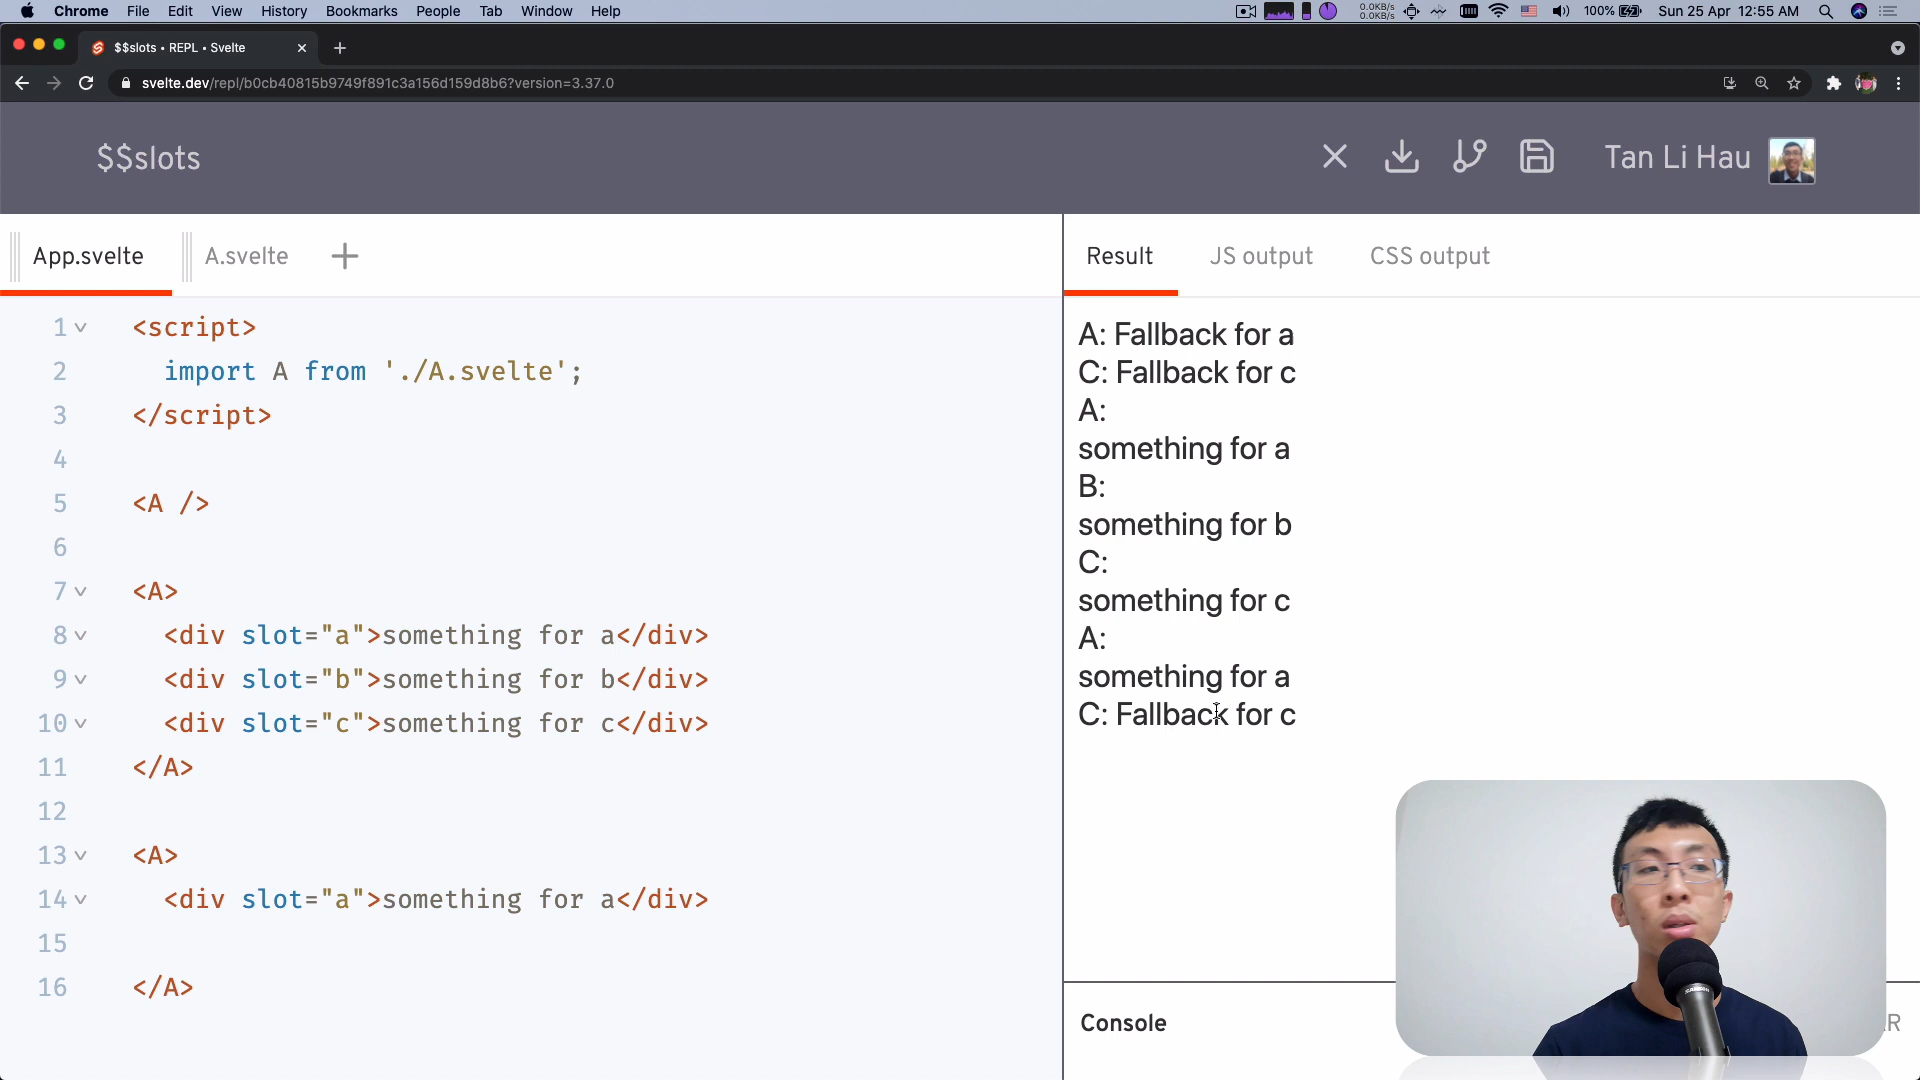 Chrome File Edit View History Bookmarks People Tab Window Help 0.0KB/s 0.0KB/s 100% Sun 25 Apr 12:55 AM
$$slots • REPL • Svelte
svelte.dev/repl/b0cb40815b9749f891c3a156d159d8b6?version=3.37.0
$$slots Tan Li Hau
App.svelte A.svelte
1 <script>
2 import A from './A.svelte';
3 </script>
4
5 <A />
6
7 <A>
8 <div slot="a">something for a</div>
9 <div slot="b">something for b</div>
10 <div slot="c">something for c</div>
11 </A>
12
13 <A>
14 <div slot="a">something for a</div>
15
16 </A>
Result JS output CSS output
A: Fallback for a
C: Fallback for c
A:
something for a
B:
something for b
C:
something for c
A:
something for a
C: Fallback for c
Console